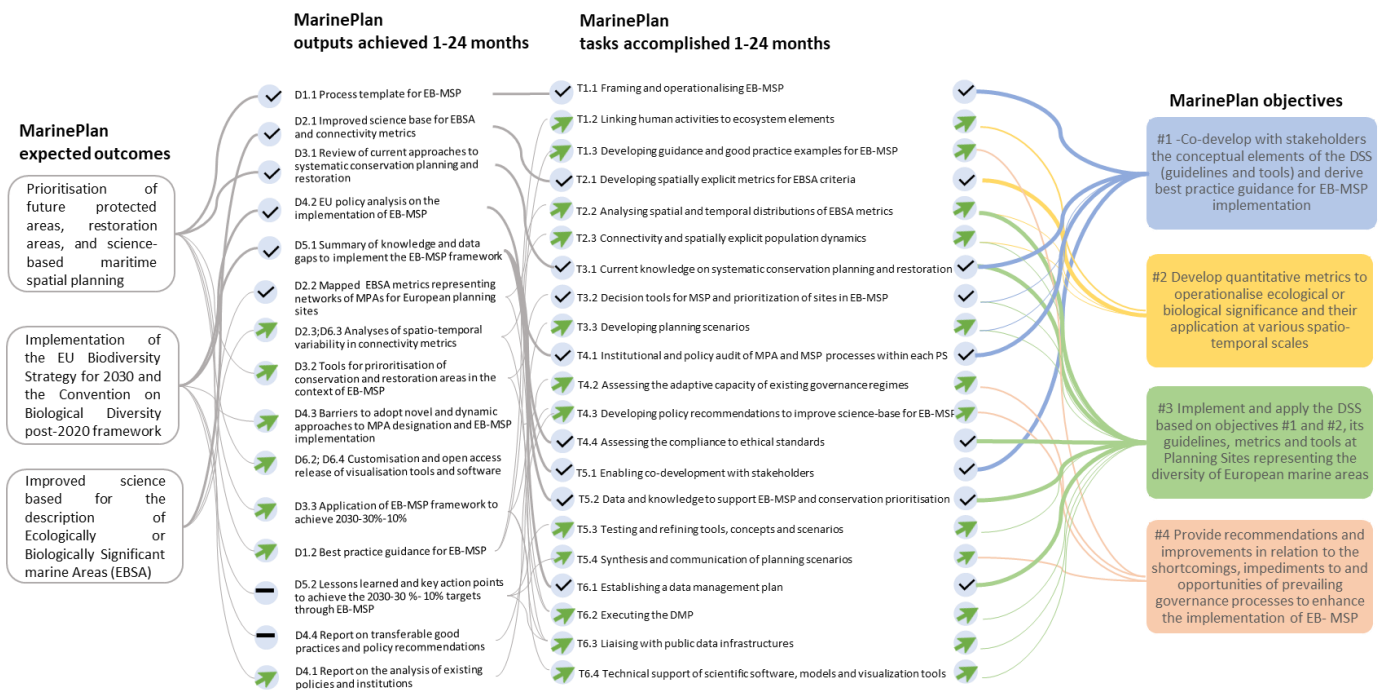 MarinePlan
outputs achieved 1-24 months
MarinePlan
tasks accomplished 1-24 months
MarinePlan
expected outcomes
Prioritisation of
future protected
areas, restoration
areas, and science-
based maritime
spatial planning
Implementation of
the EU Biodiversity
Strategy for 2030 and
the Convention on
Biological Diversity
post-2020 framework
Improved science
based for the
description of
Ecologically or
Biologically Significant
marine Areas (EBSA)
D1.1 Process template for EB-MSP
D2.1 Improved science base for EBSA
and connectivity metrics
D3.1 Review of current approaches to
systematic conservation planning and
restoration
D4.2 EU policy analysis on the
implementation of EB-MSP
D5.1 Summary of knowledge and data
gaps to implement the EB-MSP framework
D2.2 Mapped EBSA metrics representing
networks of MPAs for European planning
sites
D2.3;D6.3 Analyses of spatio-temporal
variability in connectivity metrics
D3.2 Tools for priroritisation of
conservation and restoration areas in the
context of EB-MSP
D4.3 Barriers to adopt novel and dynamic
approaches to MPA designation and EB-MSP
implementation
D6.2; D6.4 Customisation and open access
release of visualisation tools and software
D3.3 Application of EB-MSP framework to
achieve 2030-30%-10%
D1.2 Best practice guidance for EB-MSP
D5.2 Lessons learned and key action points
to achieve the 2030-30 %- 10% targets
through EB-MSP
D4.4 Report on transferable good
practices and policy recommendations
D4.1 Report on the analysis of existing
policies and institutions
T1.1 Framing and operationalising EB-MSP
T1.2 Linking human activities to ecosystem elements
T1.3 Developing guidance and good practice examples for EB-MSP
T2.1 Developing spatially explicit metrics for EBSA criteria
T2.2 Analysing spatial and temporal distributions of EBSA metrics
T2.3 Connectivity and spatially explicit population dynamics
T3.1 Current knowledge on systematic conservation planning and restoration
T3.2 Decision tools for MSP and prioritization of sites in EB-MSP
T3.3 Developing planning scenarios
T4.1 Institutional and policy audit of MPA and MSP processes within each PS
T4.2 Assessing the adaptive capacity of existing governance regimes
T4.3 Developing policy recommendations to improve science-base for EB-MSP
T4.4 Assessing the compliance to ethical standards
T5.1 Enabling co-development with stakeholders
T5.2 Data and knowledge to support EB-MSP and conservation prioritisation
T5.3 Testing and refining tools, concepts and scenarios
T5.4 Synthesis and communication of planning scenarios
T6.1 Establishing a data management plan
T6.2 Executing the DMP
T6.3 Liaising with public data infrastructures
T6.4 Technical support of scientific software, models and visualization tools
MarinePlan objectives
#1 -Co-develop with stakeholders
the conceptual elements of the DSS
(guidelines and tools) and derive
best practice guidance for EB-MSP
implementation
#2 Develop quantitative metrics to
operationalise ecological or
biological significance and their
application at various spatio-
temporal scales
#3 Implement and apply the DSS
based on objectives #1 and #2, its
guidelines, metrics and tools at
Planning Sites representing the
diversity of European marine areas
#4 Provide recommendations and
improvements in relation to the
shortcomings, impediments to and
opportunities of prevailing
governance processes to enhance
the implementation of EB- MSP